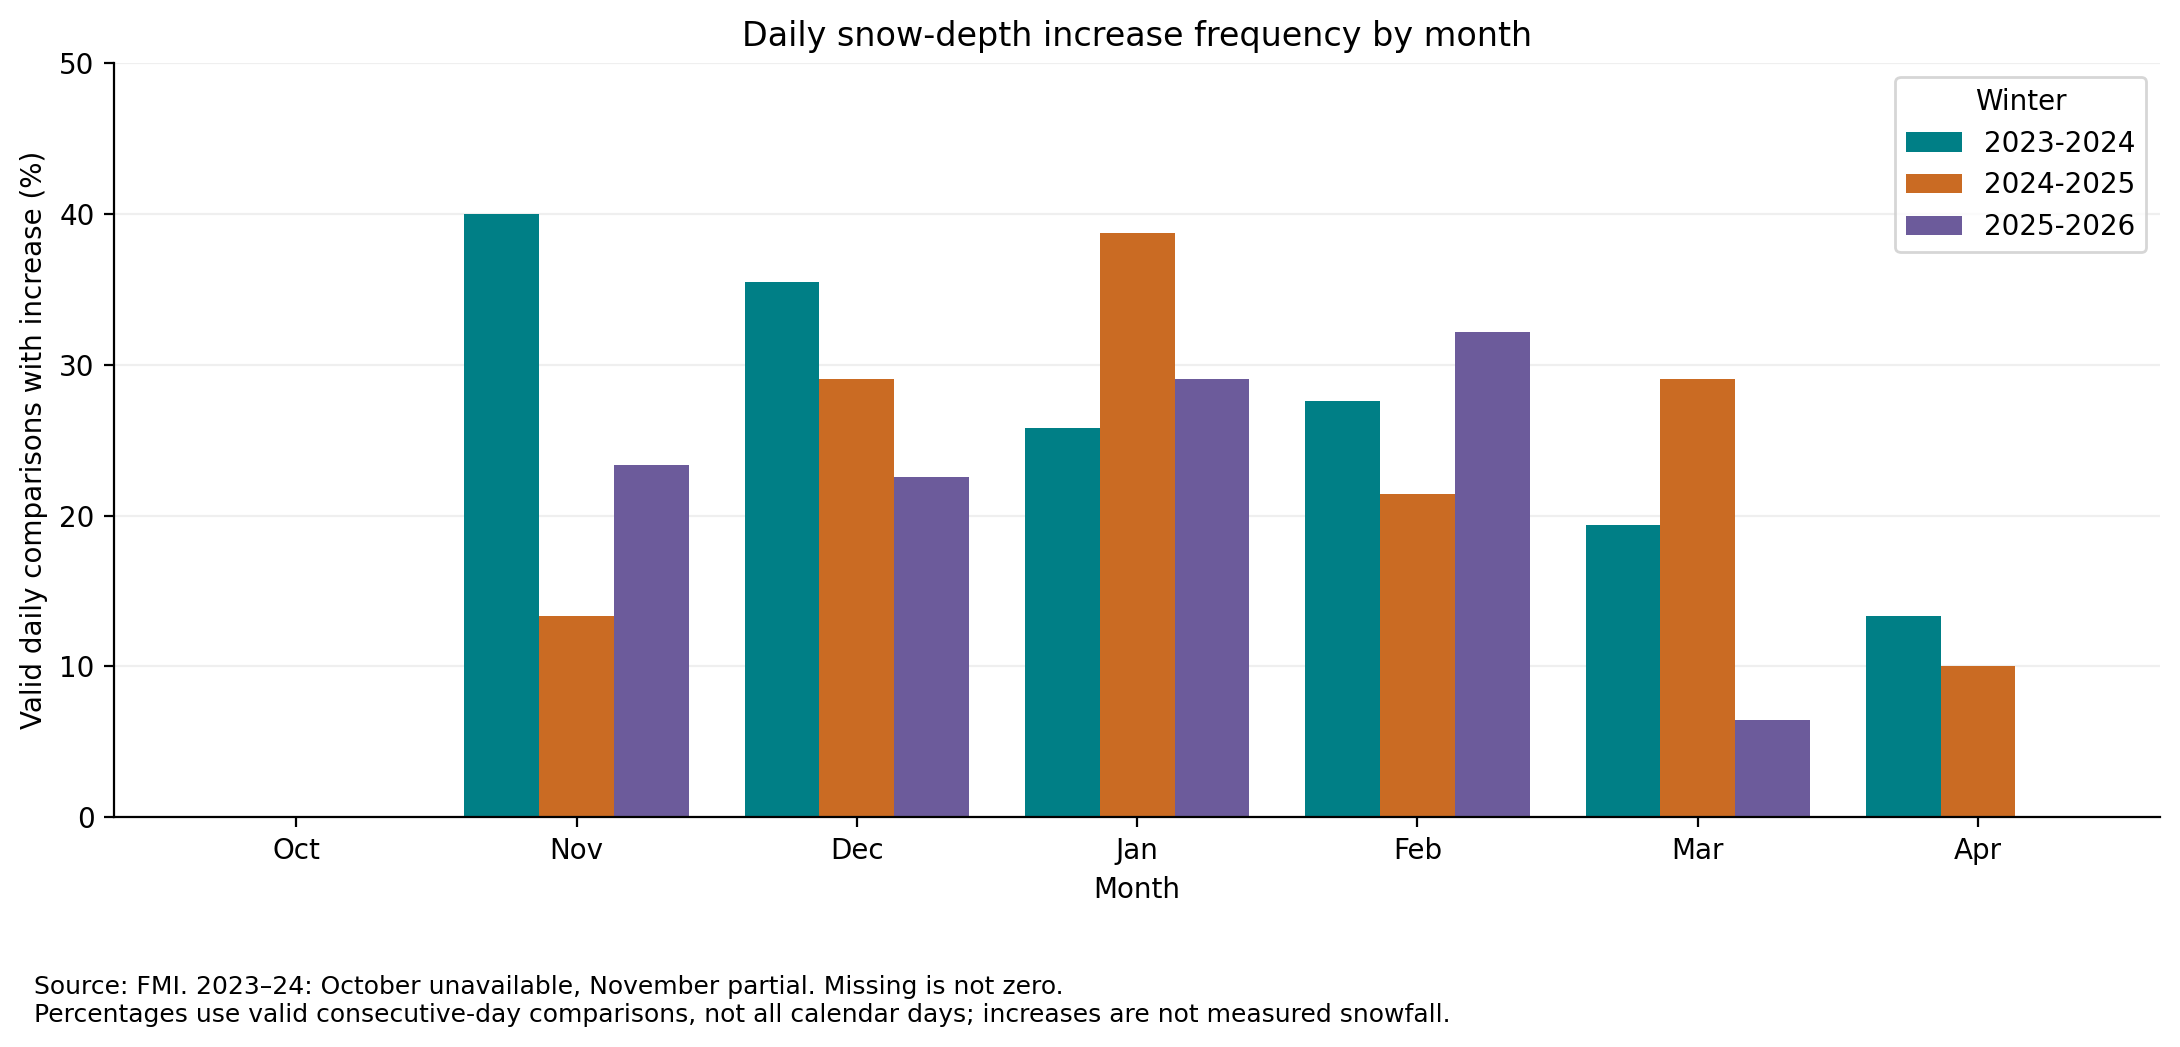 Daily snow-depth increase frequency by month
Valid daily comparisons with increase (%)
50
40
30
20
10
0
Winter
2023-2024
2024-2025
2025-2026
Oct Nov Dec Jan Feb Mar Apr
Month
Source: FMI. 2023–24: October unavailable, November partial. Missing is not zero.
Percentages use valid consecutive-day comparisons, not all calendar days; increases are not measured snowfall.